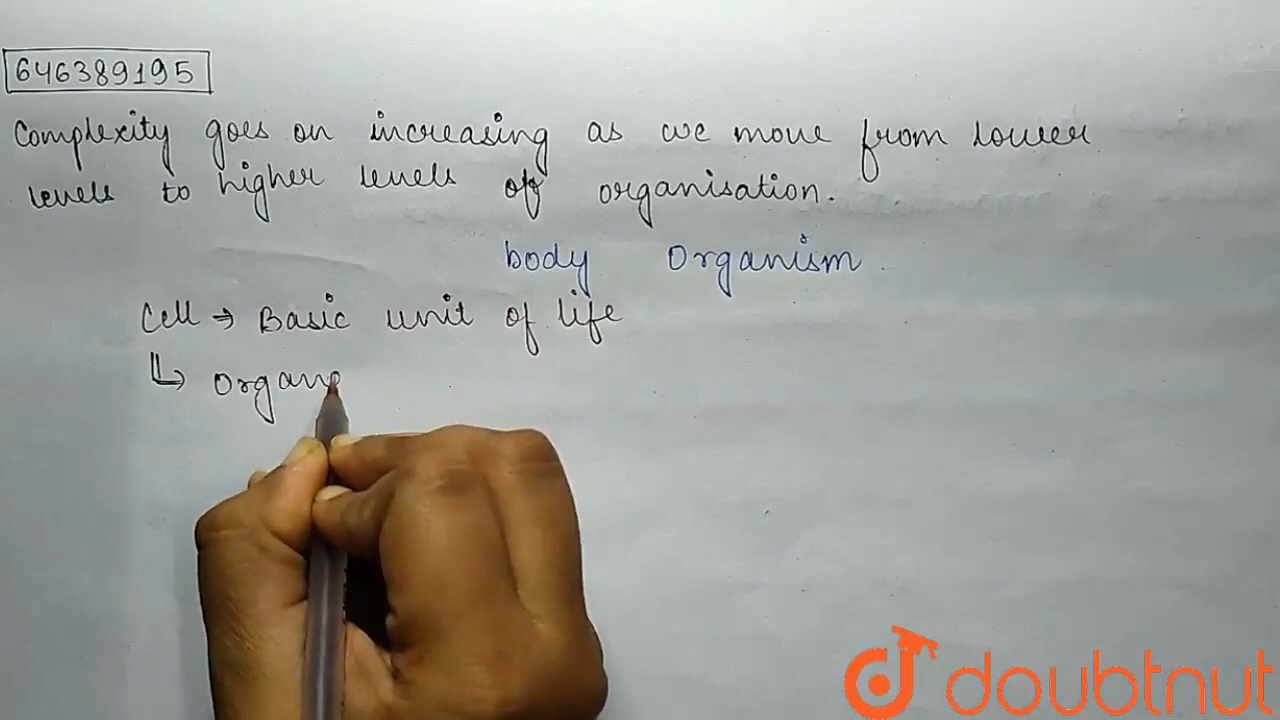 646389195
Complexity goes on increasing as we move from lower
levels to higher levels of organisation.
body Organism
Cell → Basic unit of life
↳ Organe
doubtnut